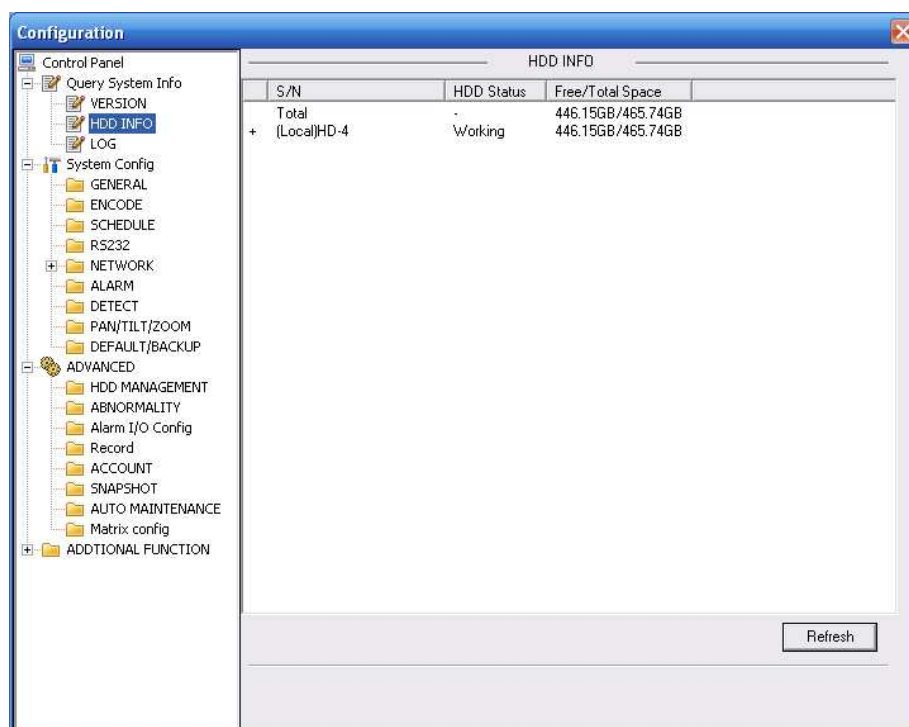 Configuration
Control Panel
Query System Info
VERSION
HDD INFO
LOG
System Config
GENERAL
ENCODE
SCHEDULE
RS232
NETWORK
ALARM
DETECT
PAN/TILT/ZOOM
DEFAULT/BACKUP
ADVANCED
HDD MANAGEMENT
ABNORMALITY
Alarm I/O Config
Record
ACCOUNT
SNAPSHOT
AUTO MAINTENANCE
Matrix config
ADDTIONAL FUNCTION
HDD INFO
S/N HDD Status Free/Total Space
Total - 446.15GB/465.74GB
+ (Local)HD-4 Working 446.15GB/465.74GB
Refresh